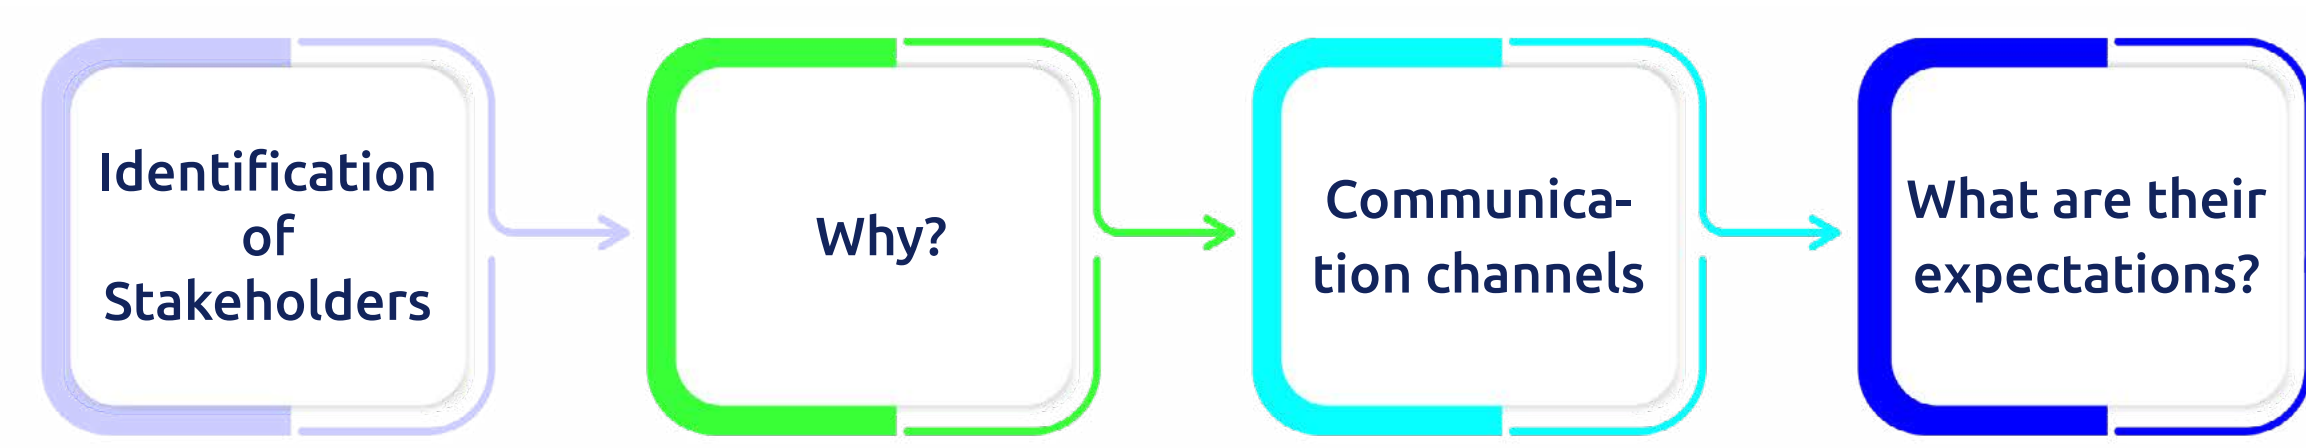 Identification
of
Stakeholders
Why?
Communica-
tion channels
What are their
expectations?